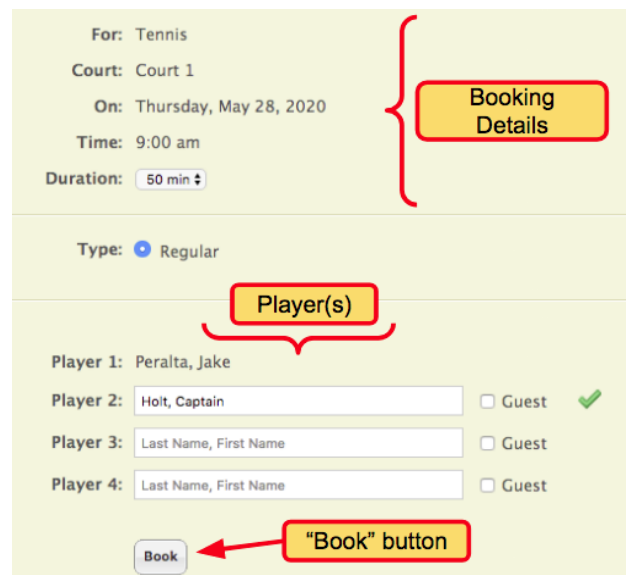 For: Tennis
Court: Court 1
On: Thursday, May 28, 2020
Time: 9:00 am
Duration: 50 min
Booking
Details
Type: Regular
Player(s)
Player 1: Peralta, Jake
Player 2: Holt, Captain Guest
Player 3: Last Name, First Name Guest
Player 4: Last Name, First Name Guest
Book
“Book” button